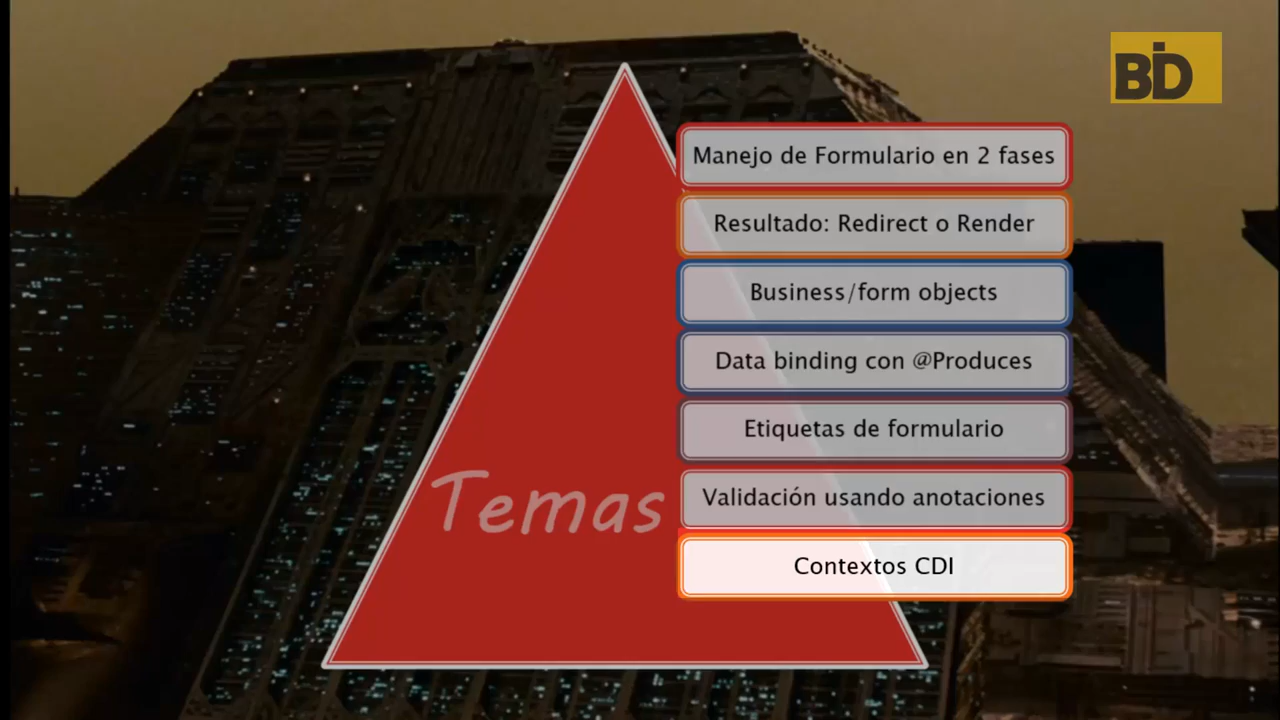 BID
Manejo de Formulario en 2 fases
Resultado: Redirect o Render
Business/form objects
Data binding con @Produces
Etiquetas de formulario
Temas
Validación usando anotaciones
Contextos CDI